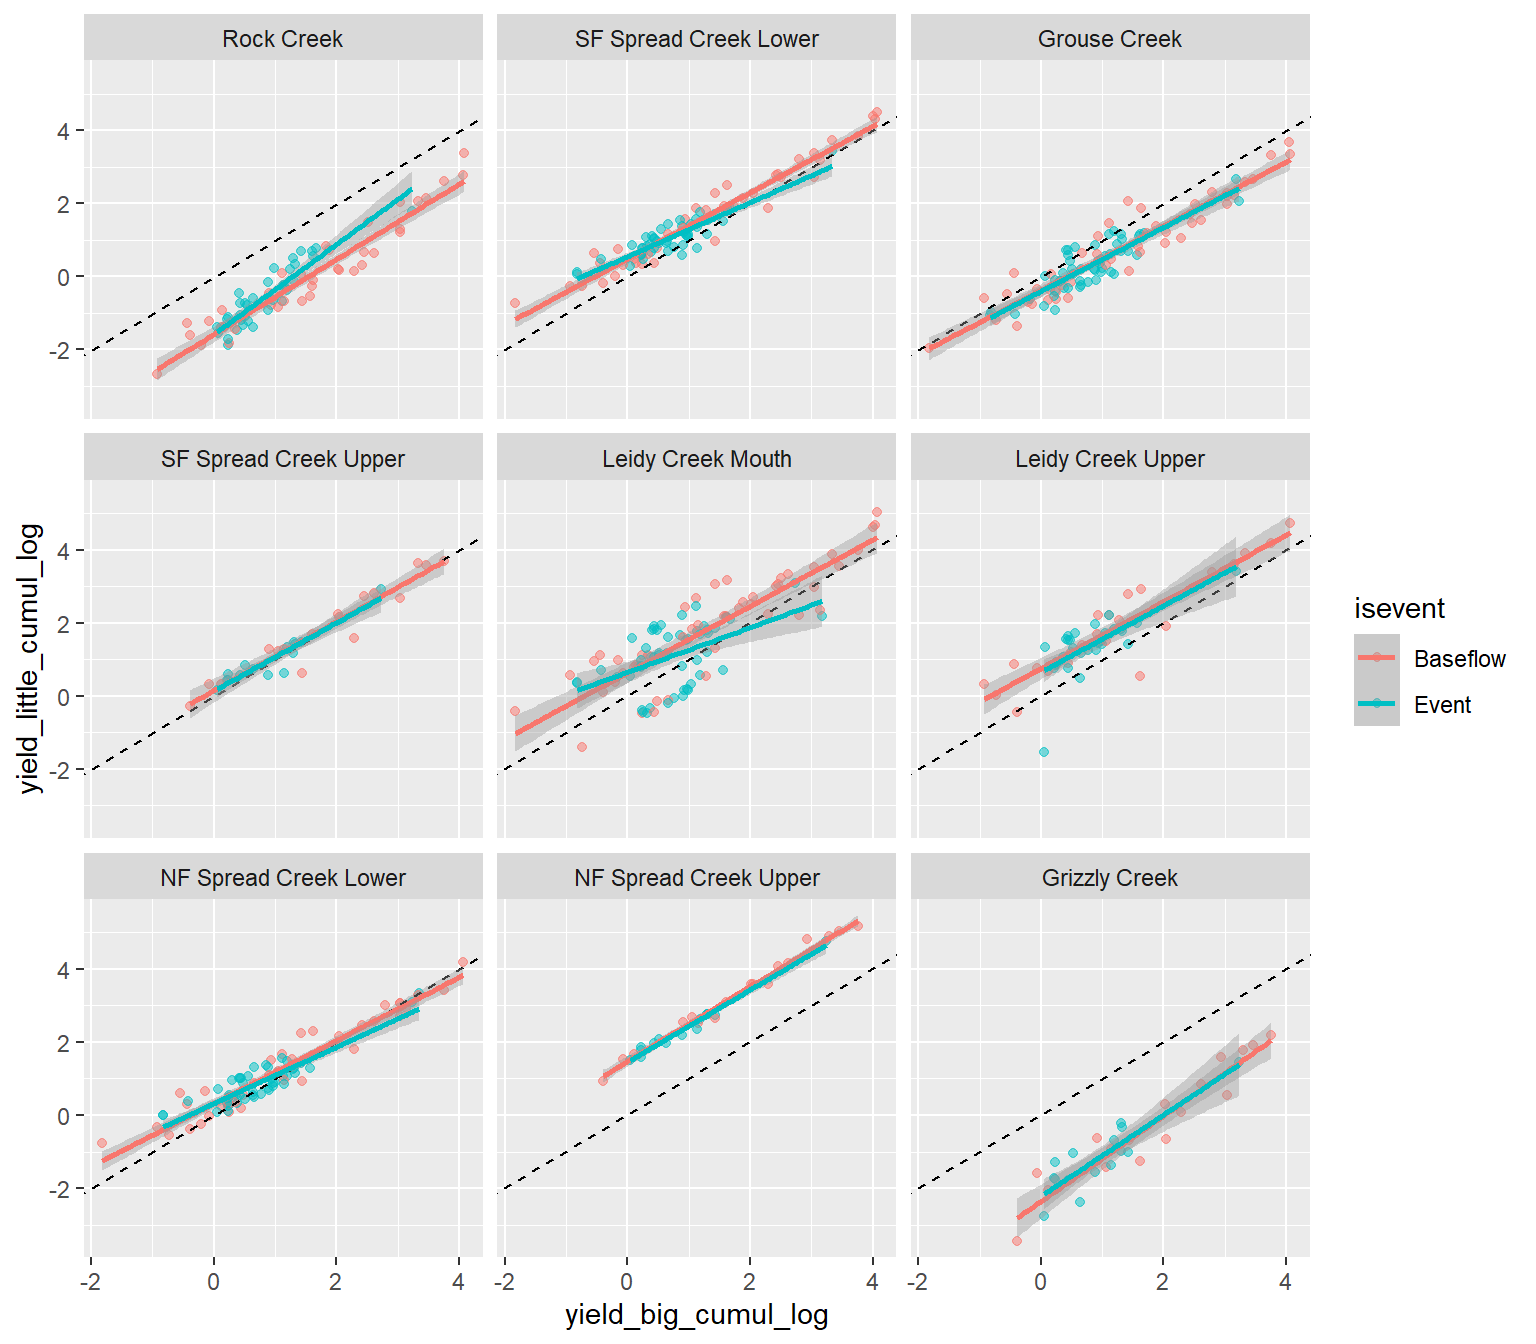 Rock Creek
SF Spread Creek Lower
Grouse Creek
4
2
0
-2
SF Spread Creek Upper
Leidy Creek Mouth
Leidy Creek Upper
4
2
0
-2
yield_little_cumul_log
isevent
Baseflow
Event
NF Spread Creek Lower
NF Spread Creek Upper
Grizzly Creek
4
2
0
-2
-2 0 2 4
-2 0 2 4
-2 0 2 4
yield_big_cumul_log